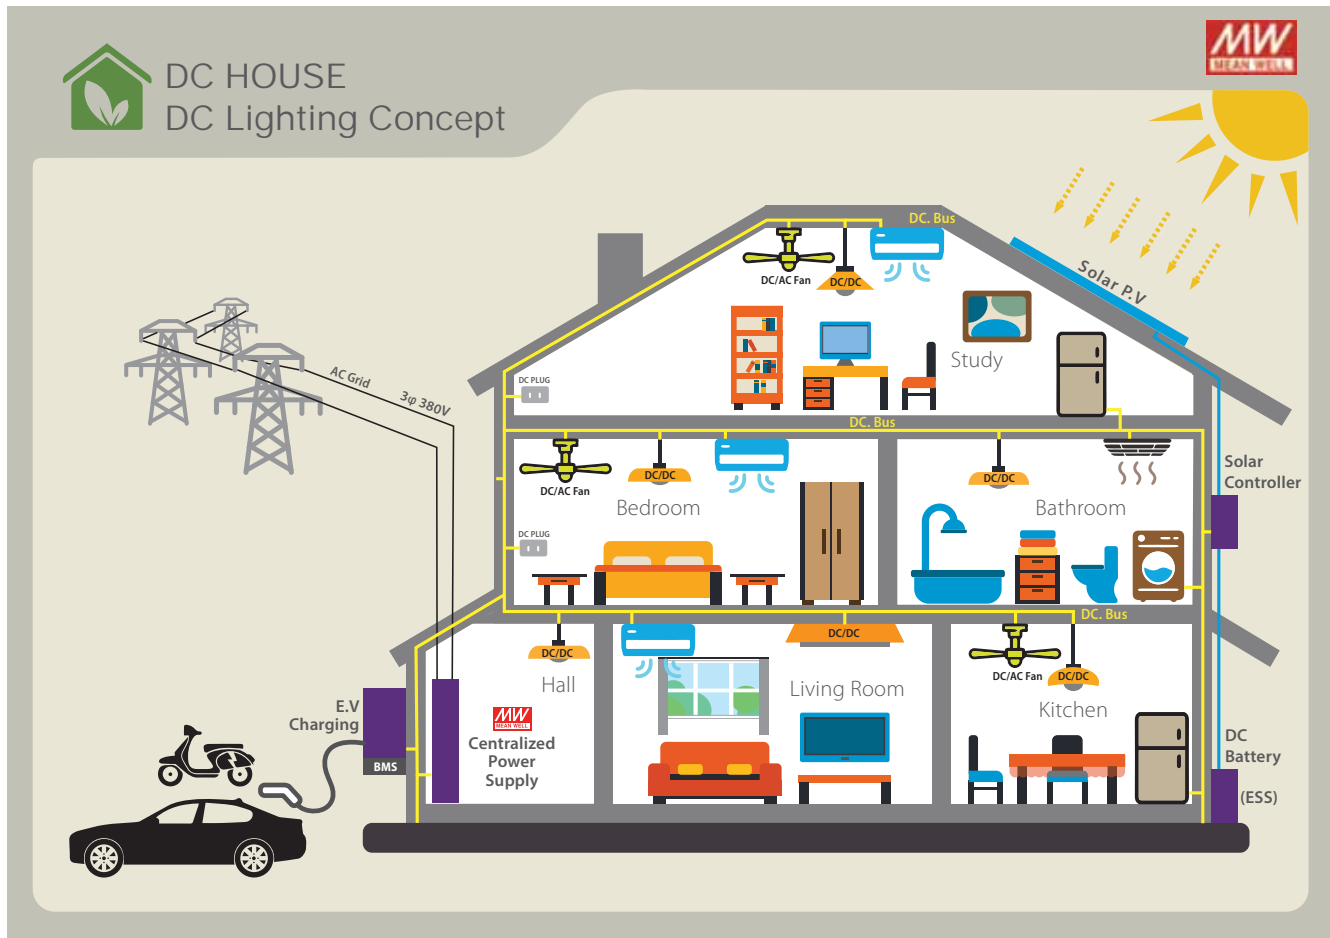 DC HOUSE
DC Lighting Concept
MW
MEAN WELL
DC. Bus
Solar P.V
DC/AC Fan
DC/DC
Study
DC PLUG
AC Grid
3φ 380V
DC. Bus
DC/AC Fan
DC/DC
DC/DC
Bedroom
Bathroom
Solar
Controller
DC PLUG
DC. Bus
DC/DC
DC/DC
DC/AC Fan
DC/DC
Hall
Living Room
Kitchen
E.V
Charging
BMS
MW
MEAN WELL
Centralized
Power
Supply
DC
Battery
(ESS)